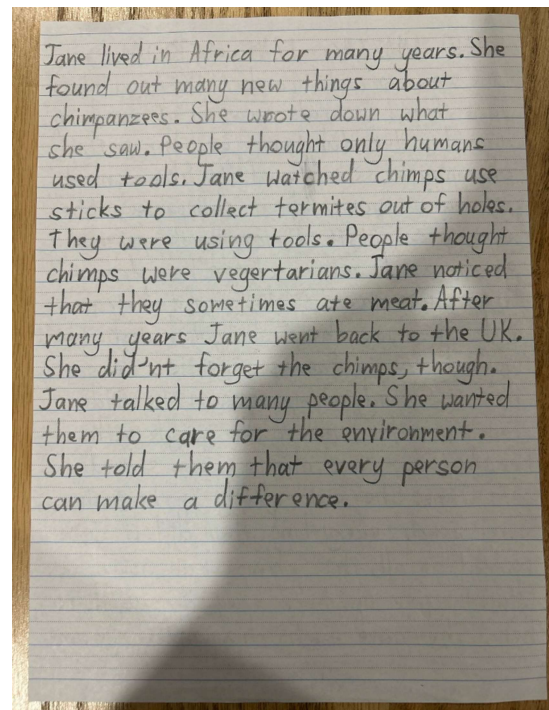 Jane lived in Africa for many years. She
found out many new things about
chimpanzees. She wrote down what
she saw. People thought only humans
used tools. Jane watched chimps use
sticks to collect termites out of holes.
They were using tools. People thought
chimps were vegertarians. Jane noticed
that they sometimes ate meat. After
many years Jane went back to the UK.
She did'nt forget the chimps, though.
Jane talked to many people. She wanted
them to care for the environment.
She told them that every person
can make a difference.